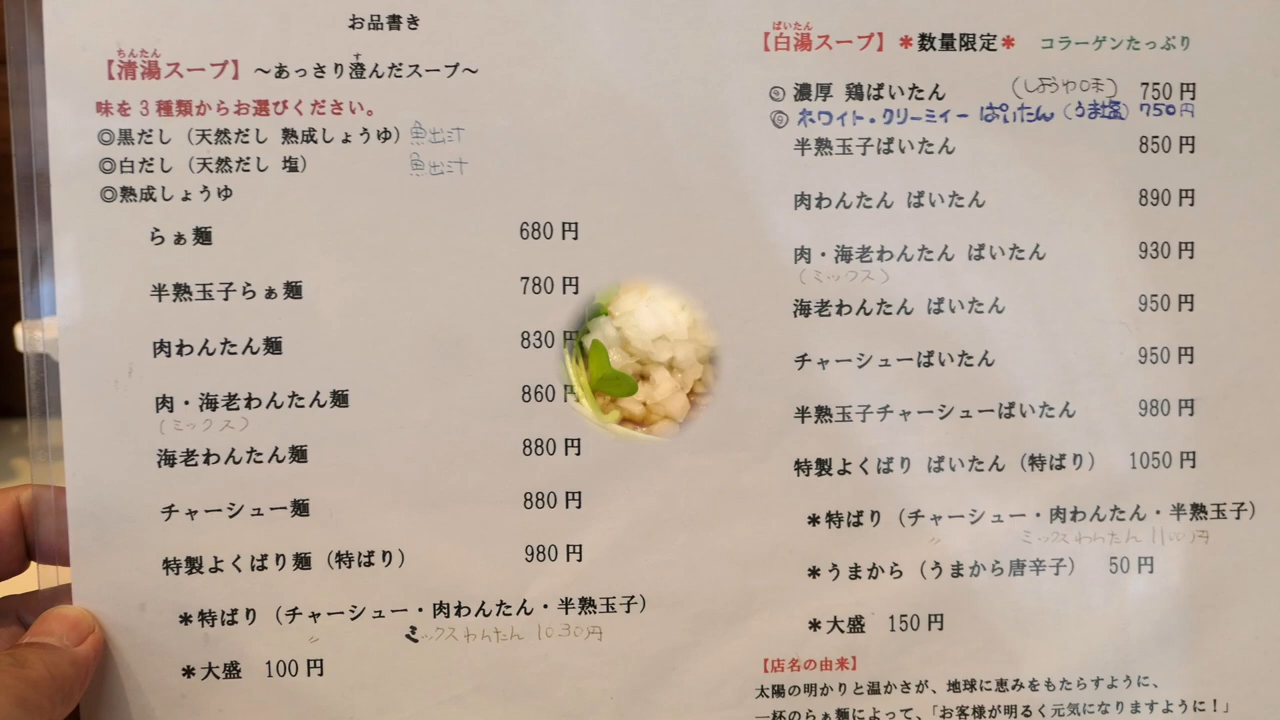 お品書き
ちんたん
【清湯スープ】～あっさり澄んだスープ～
す
味を3種類からお選びください。
◎黒だし（天然だし 熟成しょうゆ）魚出汁
◎白だし（天然だし 塩） 魚出汁
◎熟成しょうゆ
らぁ麺 680円
半熟玉子らぁ麺 780円
肉わんたん麺 830円
肉・海老わんたん麺 860円
（ミックス）
海老わんたん麺 880円
チャーシュー麺 880円
特製よくばり麺（特ばり） 980円
＊特ばり（チャーシュー・肉わんたん・半熟玉子）
〃 ミックスわんたん 1030円
＊大盛 100円
ぱいたん
【白湯スープ】＊数量限定＊ コラーゲンたっぷり
◎濃厚 鶏ぱいたん（しょうゆ味） 750円
◎ホワイト・クリーミィー ぱいたん（うま塩） 750円
半熟玉子ぱいたん 850円
肉わんたん ぱいたん 890円
肉・海老わんたん ぱいたん 930円
（ミックス）
海老わんたん ぱいたん 950円
チャーシューぱいたん 950円
半熟玉子チャーシューぱいたん 980円
特製よくばり ぱいたん（特ばり） 1050円
＊特ばり（チャーシュー・肉わんたん・半熟玉子）
〃 ミックスわんたん 1100円
＊うまから（うまから唐辛子） 50円
＊大盛 150円
【店名の由来】
太陽の明かりと温かさが、地球に恵みをもたらすように、
一杯のらぁ麺によって、「お客様が明るく元気になりますように！」